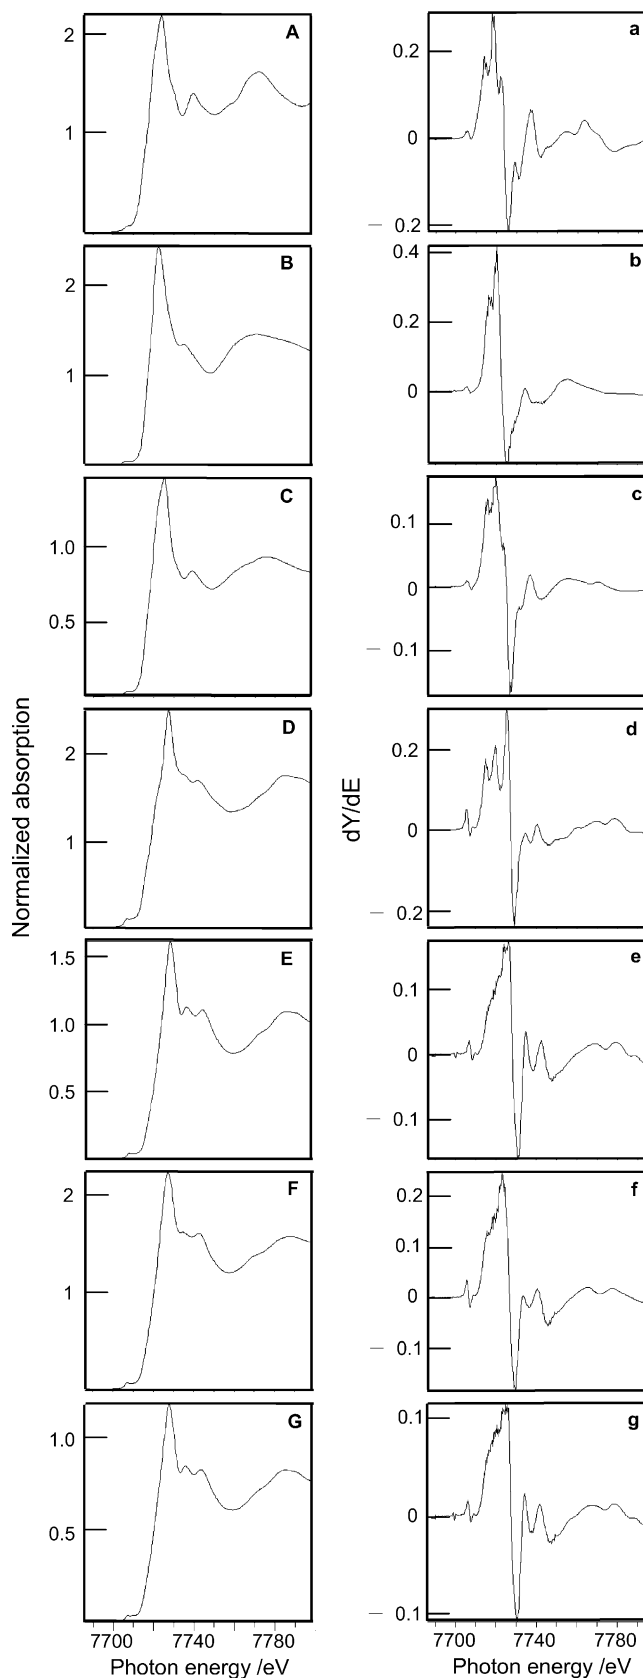 A
2
1
a
0.2
0
— 0.2
B
2
1
b
0.4
0.2
0
C
1.0
0.5
c
0.1
0
— 0.1
D
2
1
d
0.2
0
— 0.2
E
1.5
1.0
0.5
e
0.1
0
— 0.1
F
2
1
f
0.2
0.1
0
— 0.1
G
1.0
0.5
g
0.1
0
— 0.1
Normalized absorption
dY/dE
7700 7740 7780
Photon energy /eV
7700 7740 7780
Photon energy /eV